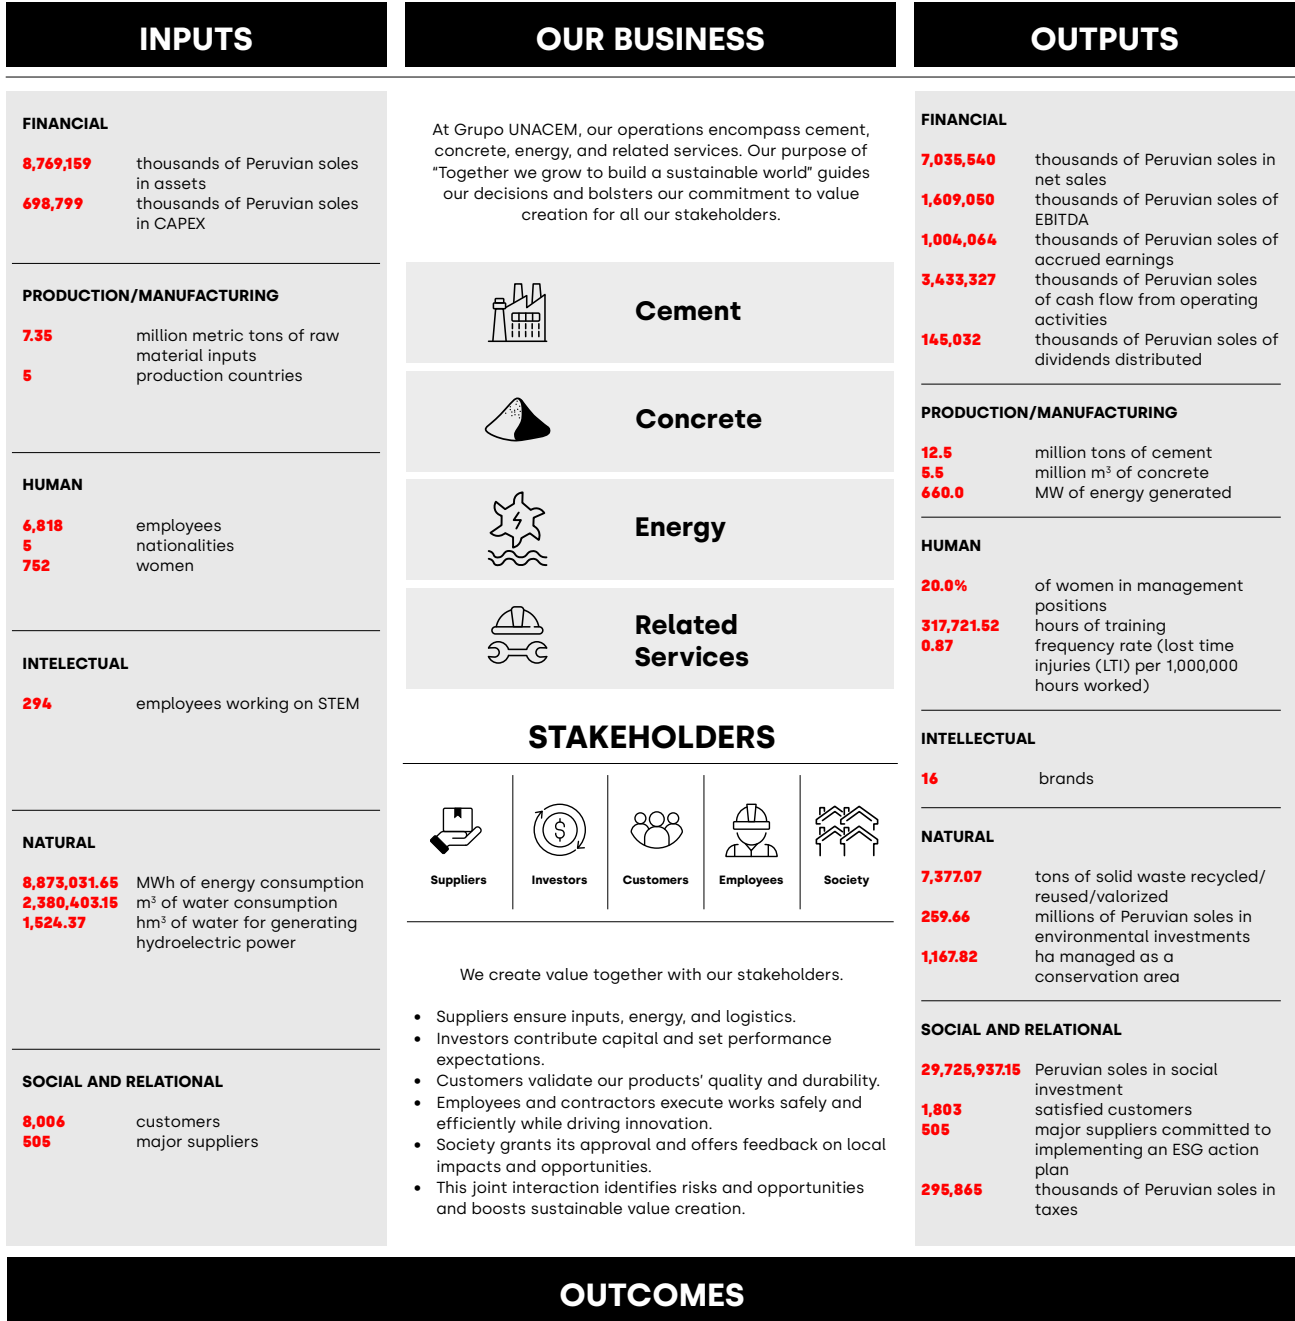 INPUTS
FINANCIAL
8,769,159 thousands of Peruvian soles
in assets
698,799 thousands of Peruvian soles
in CAPEX
PRODUCTION/MANUFACTURING
7.35 million metric tons of raw
material inputs
5 production countries
HUMAN
6,818 employees
5 nationalities
752 women
INTELECTUAL
294 employees working on STEM
NATURAL
8,873,031.65 MWh of energy consumption
2,380,403.15 m³ of water consumption
1,524.37 hm³ of water for generating
hydroelectric power
SOCIAL AND RELATIONAL
8,006 customers
505 major suppliers
OUR BUSINESS
At Grupo UNACEM, our operations encompass cement,
concrete, energy, and related services. Our purpose of
“Together we grow to build a sustainable world” guides
our decisions and bolsters our commitment to value
creation for all our stakeholders.
Cement
Concrete
Energy
Related
Services
STAKEHOLDERS
Suppliers Investors Customers Employees Society
We create value together with our stakeholders.
• Suppliers ensure inputs, energy, and logistics.
• Investors contribute capital and set performance
expectations.
• Customers validate our products’ quality and durability.
• Employees and contractors execute works safely and
efficiently while driving innovation.
• Society grants its approval and offers feedback on local
impacts and opportunities.
• This joint interaction identifies risks and opportunities
and boosts sustainable value creation.
OUTPUTS
FINANCIAL
7,035,540 thousands of Peruvian soles in
net sales
1,609,050 thousands of Peruvian soles of
EBITDA
1,004,064 thousands of Peruvian soles of
accrued earnings
3,433,327 thousands of Peruvian soles
of cash flow from operating
activities
145,032 thousands of Peruvian soles of
dividends distributed
PRODUCTION/MANUFACTURING
12.5 million tons of cement
5.5 million m³ of concrete
660.0 MW of energy generated
HUMAN
20.0% of women in management
positions
317,721.52 hours of training
0.87 frequency rate (lost time
injuries (LTI) per 1,000,000
hours worked)
INTELLECTUAL
16 brands
NATURAL
7,377.07 tons of solid waste recycled/
reused/valorized
259.66 millions of Peruvian soles in
environmental investments
1,167.82 ha managed as a
conservation area
SOCIAL AND RELATIONAL
29,725,937.15 Peruvian soles in social
investment
1,803 satisfied customers
505 major suppliers committed to
implementing an ESG action
plan
295,865 thousands of Peruvian soles in
taxes
OUTCOMES